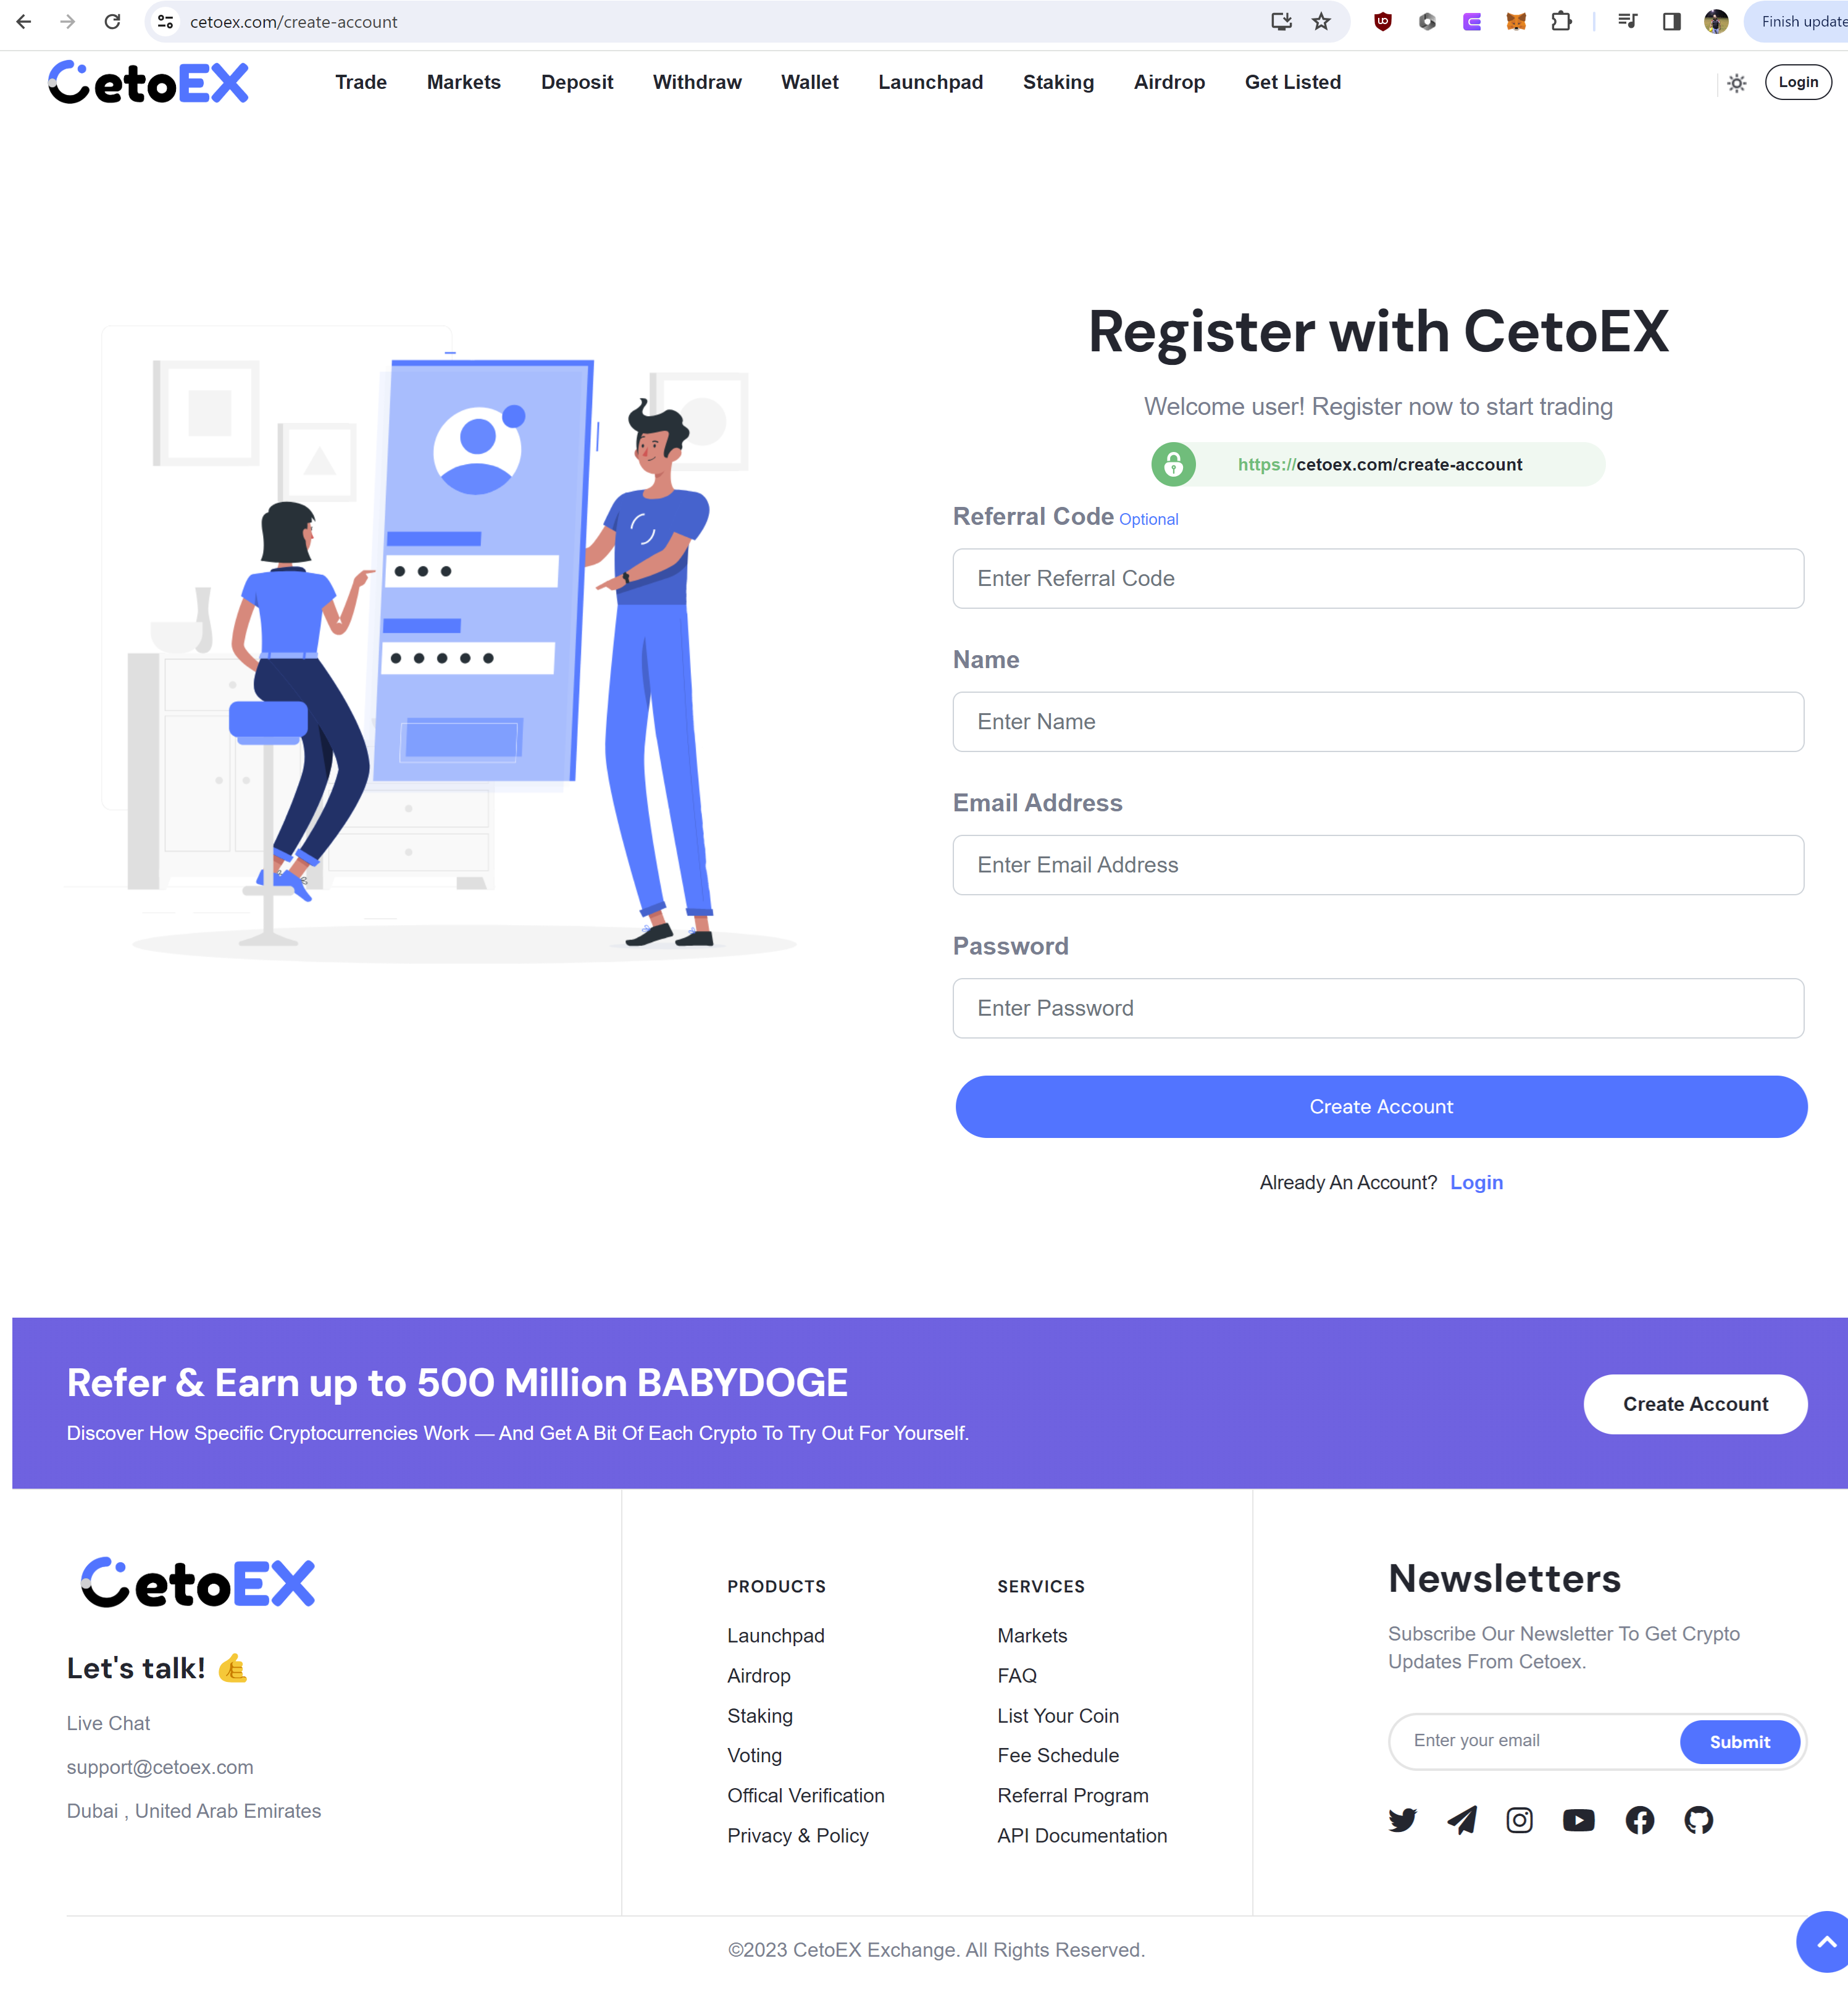 cetoex.com/create-account
Finish update
CetoEX
Trade Markets Deposit Withdraw Wallet Launchpad Staking Airdrop Get Listed
Login
Register with CetoEX
Welcome user! Register now to start trading
https://cetoex.com/create-account
Referral Code Optional
Enter Referral Code
Name
Enter Name
Email Address
Enter Email Address
Password
Enter Password
Create Account
Already An Account? Login
Refer & Earn up to 500 Million BABYDOGE
Discover How Specific Cryptocurrencies Work — And Get A Bit Of Each Crypto To Try Out For Yourself.
Create Account
CetoEX
Let's talk! 🤙
Live Chat
support@cetoex.com
Dubai , United Arab Emirates
PRODUCTS
Launchpad
Airdrop
Staking
Voting
Offical Verification
Privacy & Policy
SERVICES
Markets
FAQ
List Your Coin
Fee Schedule
Referral Program
API Documentation
Newsletters
Subscribe Our Newsletter To Get Crypto
Updates From Cetoex.
Enter your email
Submit
©2023 CetoEX Exchange. All Rights Reserved.